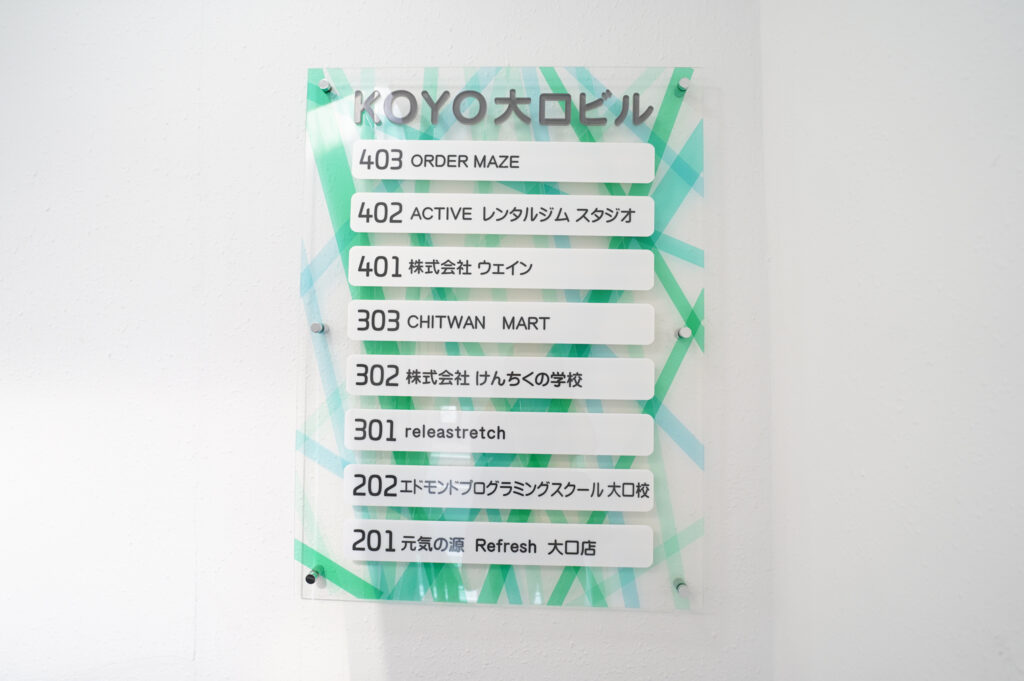 KOYO大口ビル
403 ORDER MAZE
402 ACTIVE レンタルジム スタジオ
401 株式会社 ウェイン
303 CHITWAN MART
302 株式会社 けんちくの学校
301 releastretch
202 エドモンドプログラミングスクール 大口校
201 元気の源 Refresh 大口店